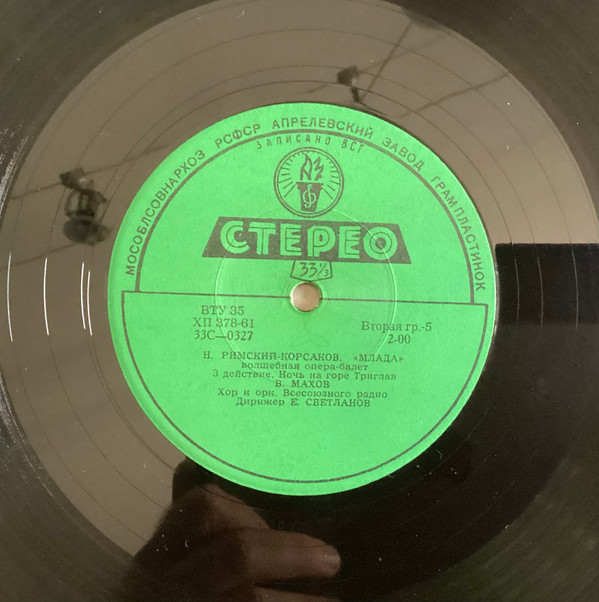 МОСОБЛСОВНАРХОЗ РСФСР АПРЕЛЕВСКИЙ ЗАВОД ГРАМПЛАСТИНОК
ЗАПИСАНО ВСГ
АЗ
СТЕРЕО
33⅓
ВТУ 35
ХП 378-61
33С—0327
Вторая гр.-5
2-00
Н. РИМСКИЙ-КОРСАКОВ. «МЛАДА»
волшебная опера-балет
3 действие. Ночь на горе Триглав
В. МАХОВ
Хор и орк. Всесоюзного радио
Дирижер Е. СВЕТЛАНОВ